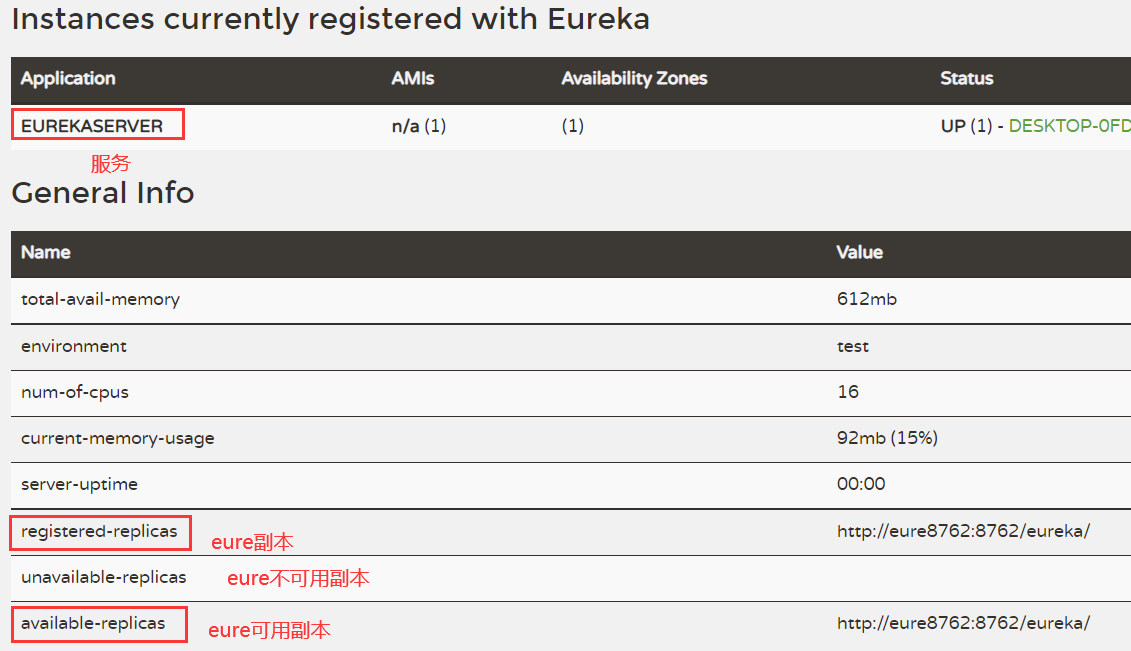 Instances currently registered with Eureka
Application AMIs Availability Zones Status
EUREKASERVER n/a (1) (1) UP (1) - DESKTOP-0FD
服务
General Info
Name Value
total-avail-memory 612mb
environment test
num-of-cpus 16
current-memory-usage 92mb (15%)
server-uptime 00:00
registered-replicas eure副本 http://eure8762:8762/eureka/
unavailable-replicas eure不可用副本
available-replicas eure可用副本 http://eure8762:8762/eureka/